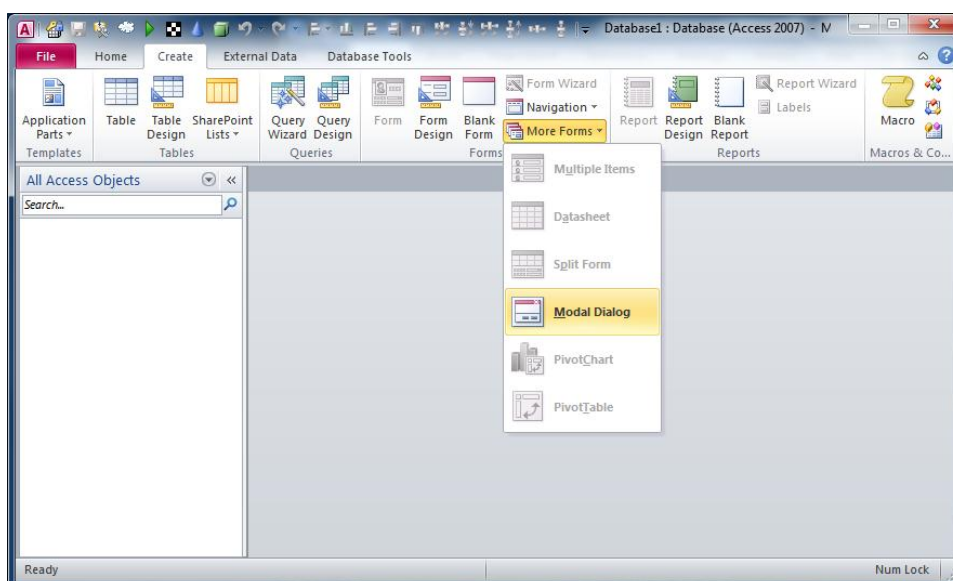 Database1 : Database (Access 2007) - M
File Home Create External Data Database Tools
Application Parts
Table
Table Design
SharePoint Lists
Query Wizard
Query Design
Form
Form Design
Blank Form
Form Wizard
Navigation
More Forms
Report
Report Design
Blank Report
Report Wizard
Labels
Macro
Templates Tables Queries Forms Reports Macros & Co...
All Access Objects
Search...
Multiple Items
Datasheet
Split Form
Modal Dialog
PivotChart
PivotTable
Ready Num Lock